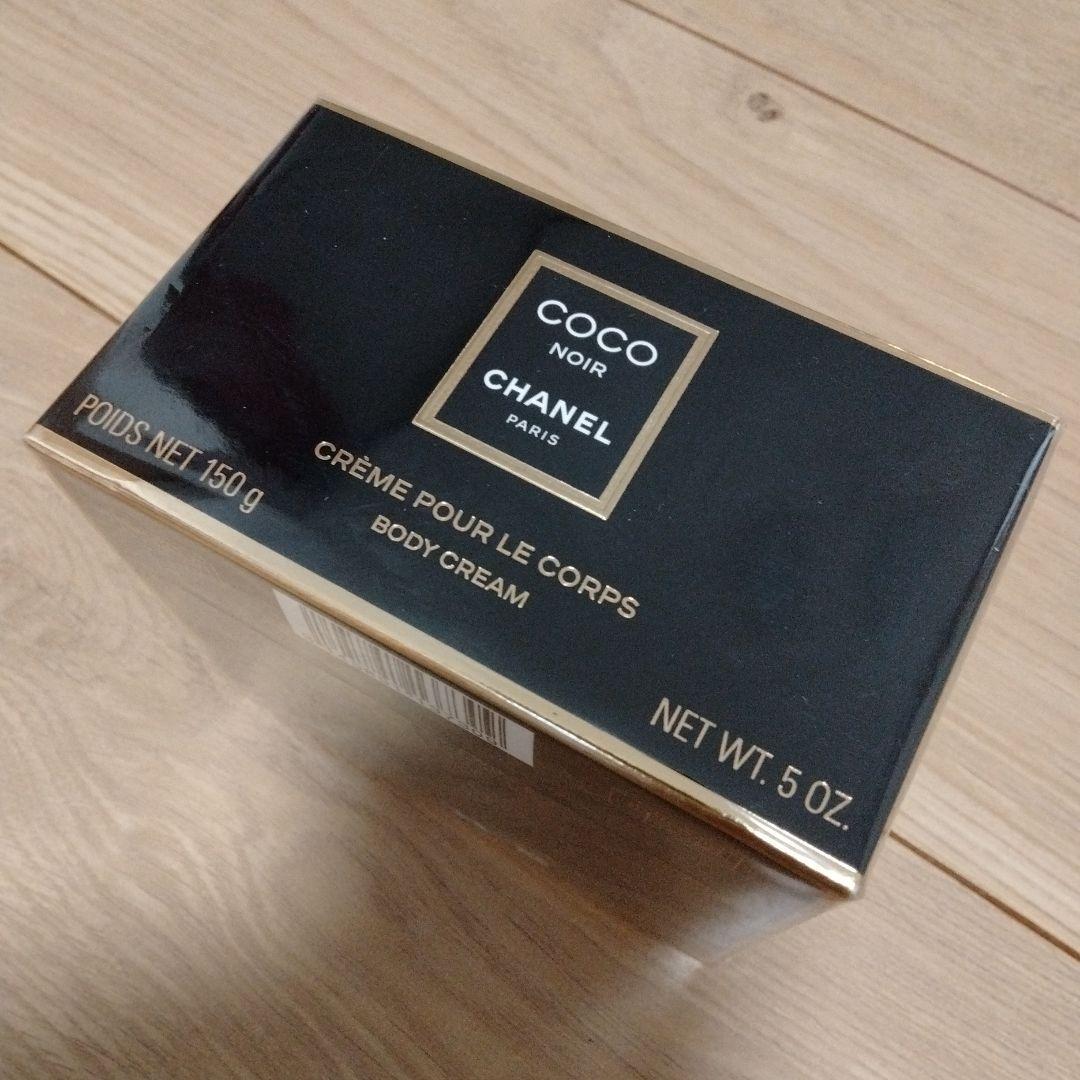 COCO
NOIR
CHANEL
PARIS
CRÈME POUR LE CORPS
BODY CREAM
POIDS NET 150 g
NET WT. 5 OZ.